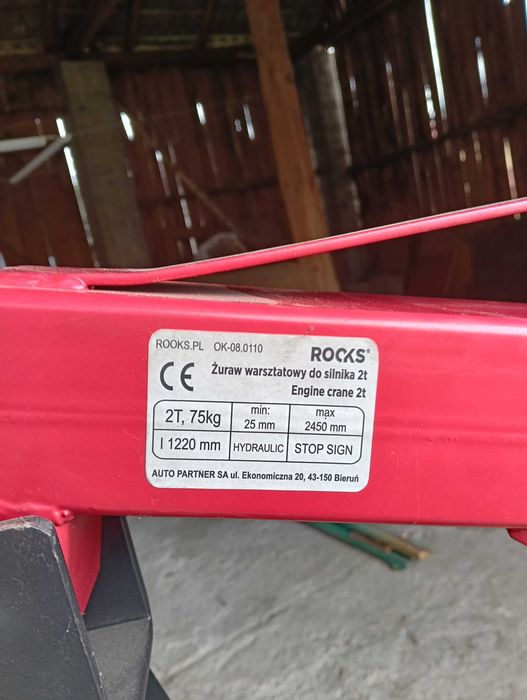 ROOKS.PL OK-08.0110 ROOKS®
CE
Żuraw warsztatowy do silnika 2t
Engine crane 2t
2T, 75kg
min:
25 mm
max
2450 mm
l 1220 mm
HYDRAULIC
STOP SIGN
AUTO PARTNER SA ul. Ekonomiczna 20, 43-150 Bieruń